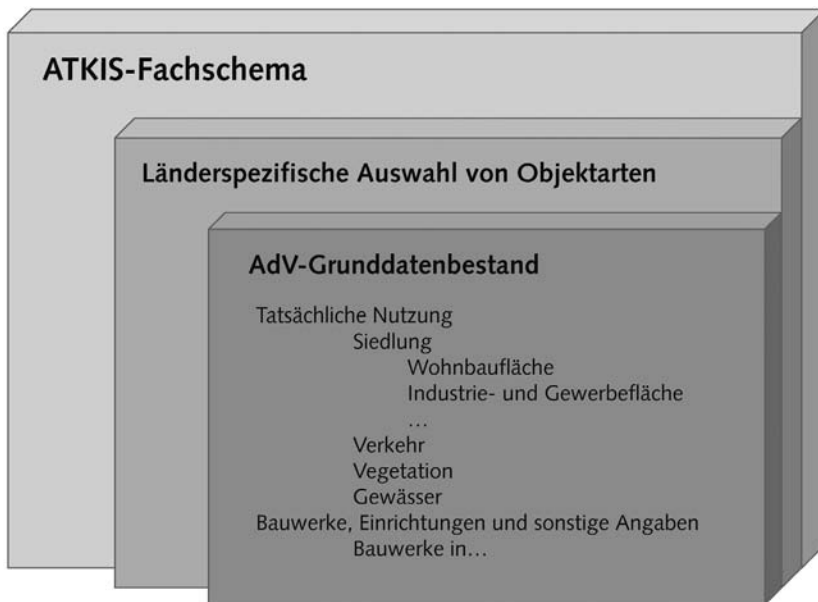 ATKIS-Fachschema
Länderspezifische Auswahl von Objektarten
AdV-Grunddatenbestand
Tatsächliche Nutzung
Siedlung
Wohnbaufläche
Industrie- und Gewerbefläche
…
Verkehr
Vegetation
Gewässer
Bauwerke, Einrichtungen und sonstige Angaben
Bauwerke in…